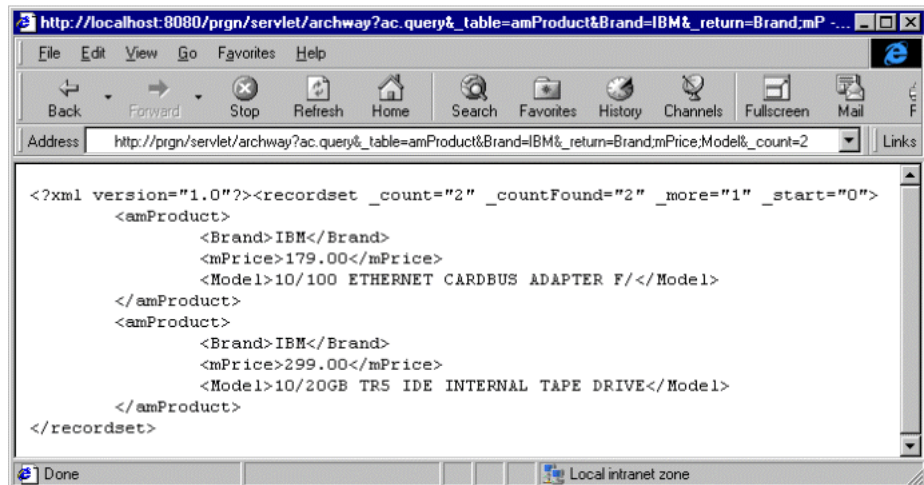 http://localhost:8080/prgn/servlet/archway?ac.query&_table=amProduct&Brand=IBM&_return=Brand;mP -...
File Edit View Go Favorites Help
Back Forward Stop Refresh Home Search Favorites History Channels Fullscreen Mail F
Address http://prgn/servlet/archway?ac.query&_table=amProduct&Brand=IBM&_return=Brand;mPrice;Model&_count=2 Links
<?xml version="1.0"?><recordset _count="2" _countFound="2" _more="1" _start="0">
<amProduct>
<Brand>IBM</Brand>
<mPrice>179.00</mPrice>
<Model>10/100 ETHERNET CARDBUS ADAPTER F/</Model>
</amProduct>
<amProduct>
<Brand>IBM</Brand>
<mPrice>299.00</mPrice>
<Model>10/20GB TR5 IDE INTERNAL TAPE DRIVE</Model>
</amProduct>
</recordset>
Done Local intranet zone